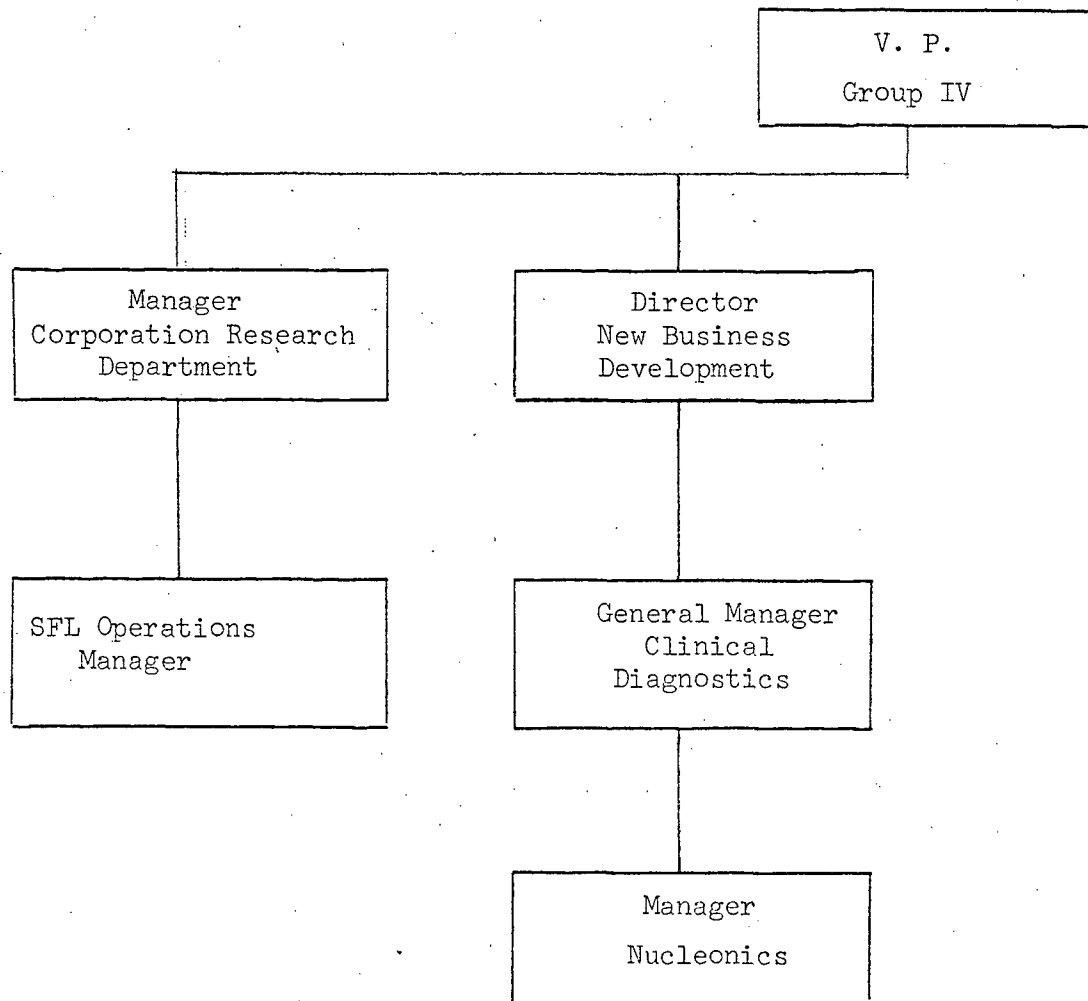 V. P.
Group IV
Manager
Corporation Research
Department
Director
New Business
Development
SFL Operations
Manager
General Manager
Clinical
Diagnostics
Manager
Nucleonics